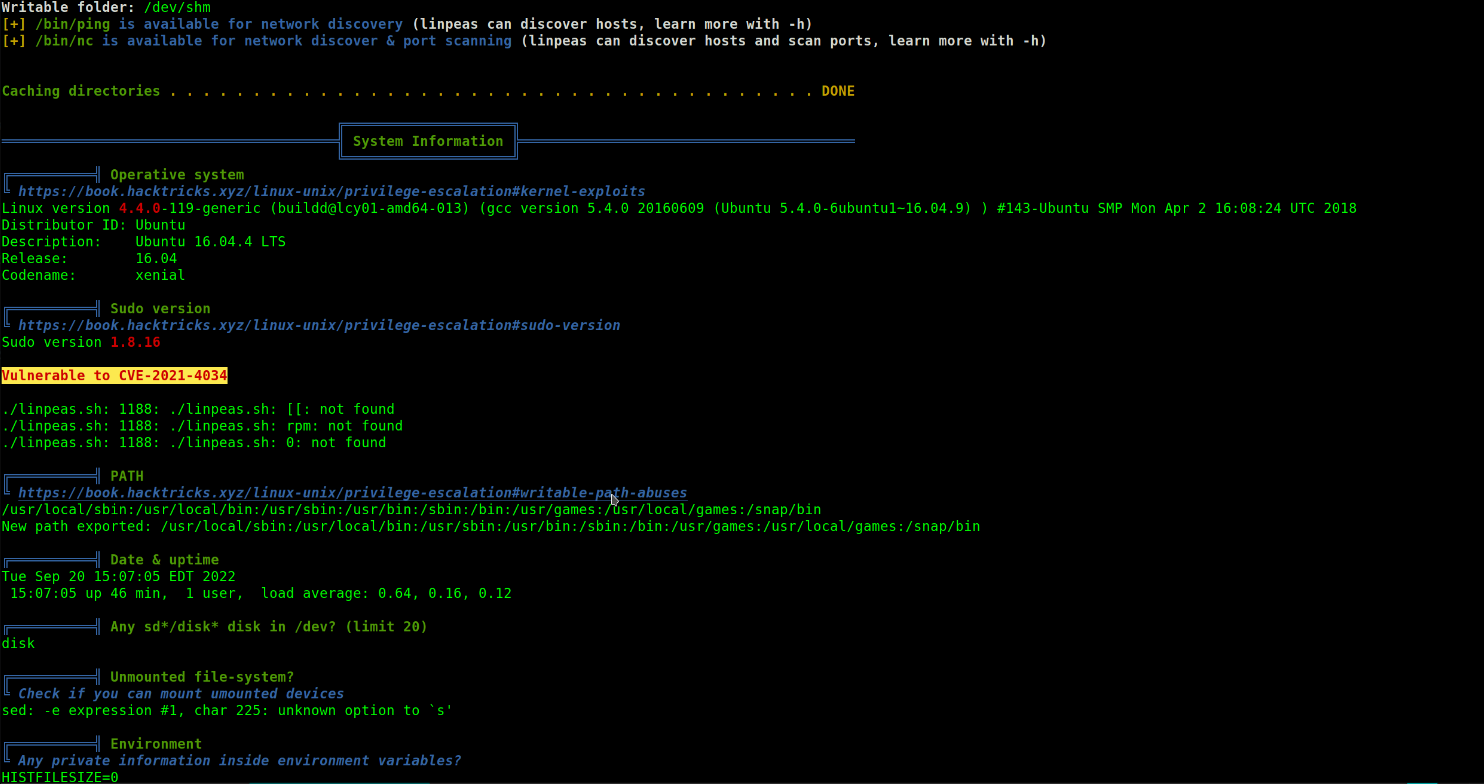 Writable folder: /dev/shm
[+] /bin/ping is available for network discovery (linpeas can discover hosts, learn more with -h)
[+] /bin/nc is available for network discover & port scanning (linpeas can discover hosts and scan ports, learn more with -h)
Caching directories . . . . . . . . . . . . . . . . . . . . . . . . . . . . . . . . . . . . . . . DONE
System Information
Operative system
https://book.hacktricks.xyz/linux-unix/privilege-escalation#kernel-exploits
Linux version 4.4.0-119-generic (buildd@lcy01-amd64-013) (gcc version 5.4.0 20160609 (Ubuntu 5.4.0-6ubuntu1~16.04.9) ) #143-Ubuntu SMP Mon Apr 2 16:08:24 UTC 2018
Distributor ID: Ubuntu
Description:    Ubuntu 16.04.4 LTS
Release:        16.04
Codename:       xenial
Sudo version
https://book.hacktricks.xyz/linux-unix/privilege-escalation#sudo-version
Sudo version 1.8.16
Vulnerable to CVE-2021-4034
./linpeas.sh: 1188: ./linpeas.sh: [[: not found
./linpeas.sh: 1188: ./linpeas.sh: rpm: not found
./linpeas.sh: 1188: ./linpeas.sh: 0: not found
PATH
https://book.hacktricks.xyz/linux-unix/privilege-escalation#writable-path-abuses
/usr/local/sbin:/usr/local/bin:/usr/sbin:/usr/bin:/sbin:/bin:/usr/games:/usr/local/games:/snap/bin
New path exported: /usr/local/sbin:/usr/local/bin:/usr/sbin:/usr/bin:/sbin:/bin:/usr/games:/usr/local/games:/snap/bin
Date & uptime
Tue Sep 20 15:07:05 EDT 2022
15:07:05 up 46 min,  1 user,  load average: 0.64, 0.16, 0.12
Any sd*/disk* disk in /dev? (limit 20)
disk
Unmounted file-system?
Check if you can mount umounted devices
sed: -e expression #1, char 225: unknown option to `s'
Environment
Any private information inside environment variables?
HISTFILESIZE=0